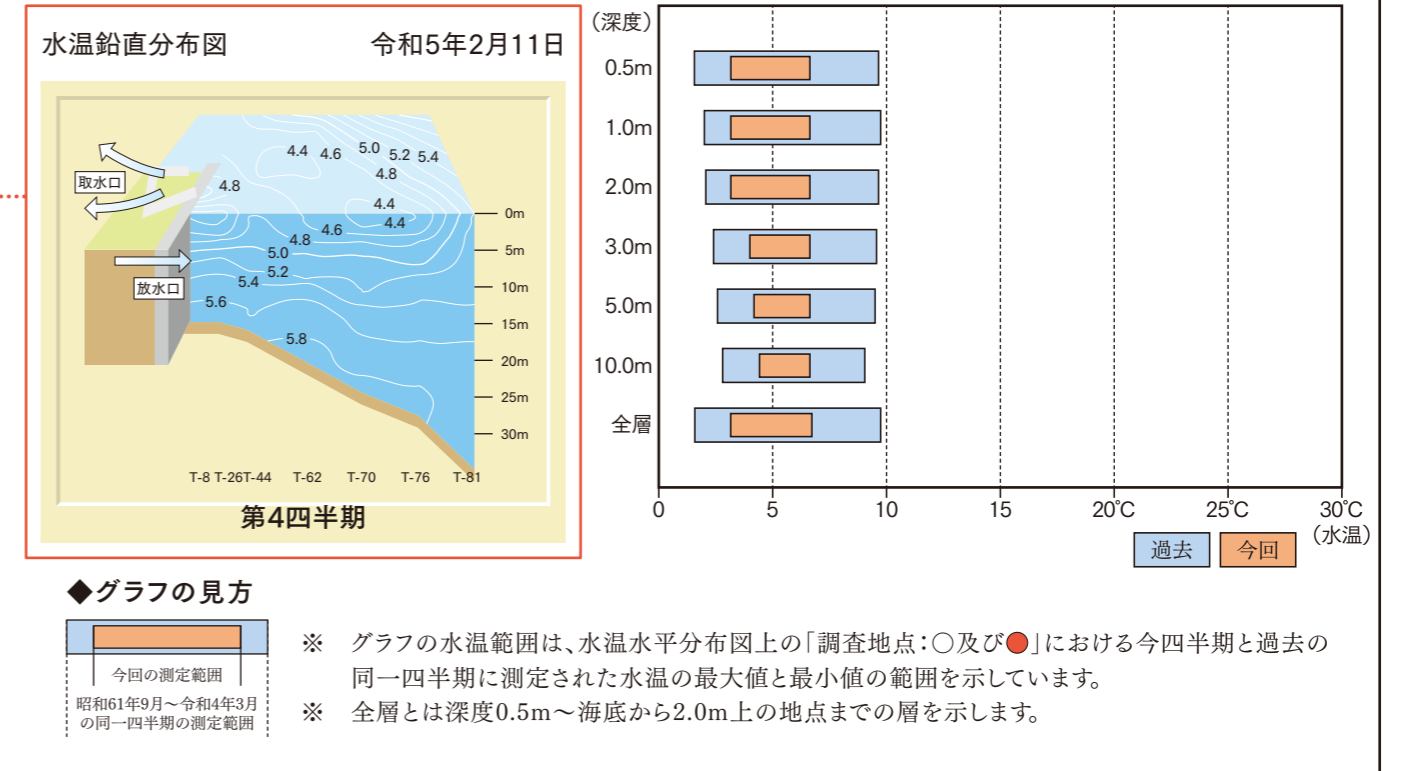 水温鉛直分布図 令和5年2月11日
取水口
放水口
4.4 4.6 5.0 5.2 5.4
4.8
4.8
4.4
4.4
4.6
4.8
5.0
5.2
5.4
5.6
5.8
0m
5m
10m
15m
20m
25m
30m
T-8 T-26T-44 T-62 T-70 T-76 T-81
第4四半期
（深度）
0.5m
1.0m
2.0m
3.0m
5.0m
10.0m
全層
0 5 10 15 20℃ 25℃ 30℃
（水温）
過去 今回
◆グラフの見方
今回の測定範囲
昭和61年9月～令和4年3月
の同一四半期の測定範囲
※ グラフの水温範囲は、水温水平分布図上の「調査地点：○及び●」における今四半期と過去の
同一四半期に測定された水温の最大値と最小値の範囲を示しています。
※ 全層とは深度0.5m～海底から2.0m上の地点までの層を示します。